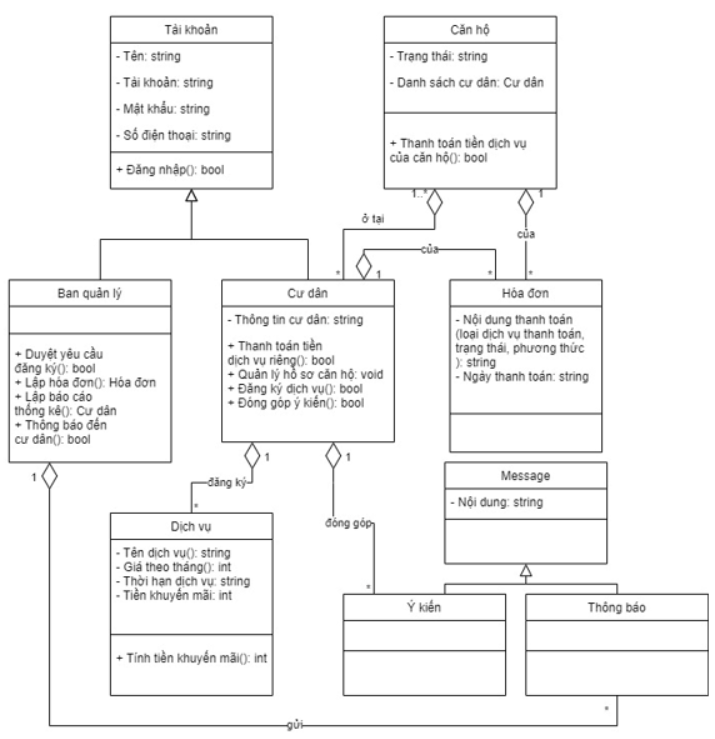 Tài khoản
- Tên: string
- Tài khoản: string
- Mật khẩu: string
- Số điện thoại: string
+ Đăng nhập(): bool
Căn hộ
- Trạng thái: string
- Danh sách cư dân: Cư dân
+ Thanh toán tiền dịch vụ
của căn hộ(): bool
1..*
1
ở tại
của
của
*
1
*
*
Ban quản lý
+ Duyệt yêu cầu
đăng ký(): bool
+ Lập hóa đơn(): Hóa đơn
+ Lập báo cáo
thống kê(): Cư dân
+ Thông báo đến
cư dân(): bool
Cư dân
- Thông tin cư dân: string
+ Thanh toán tiền
dịch vụ riêng(): bool
+ Quản lý hồ sơ căn hộ: void
+ Đăng ký dịch vụ(): bool
+ Đóng góp ý kiến(): bool
Hóa đơn
- Nội dung thanh toán
(loại dịch vụ thanh toán,
trạng thái, phương thức
): string
- Ngày thanh toán: string
1
1
1
đăng ký
*
đóng góp
*
Message
- Nội dung: string
Dịch vụ
- Tên dịch vụ(): string
- Giá theo tháng(): int
- Thời hạn dịch vụ: string
- Tiền khuyến mãi: int
+ Tính tiền khuyến mãi(): int
Ý kiến
Thông báo
*
gửi